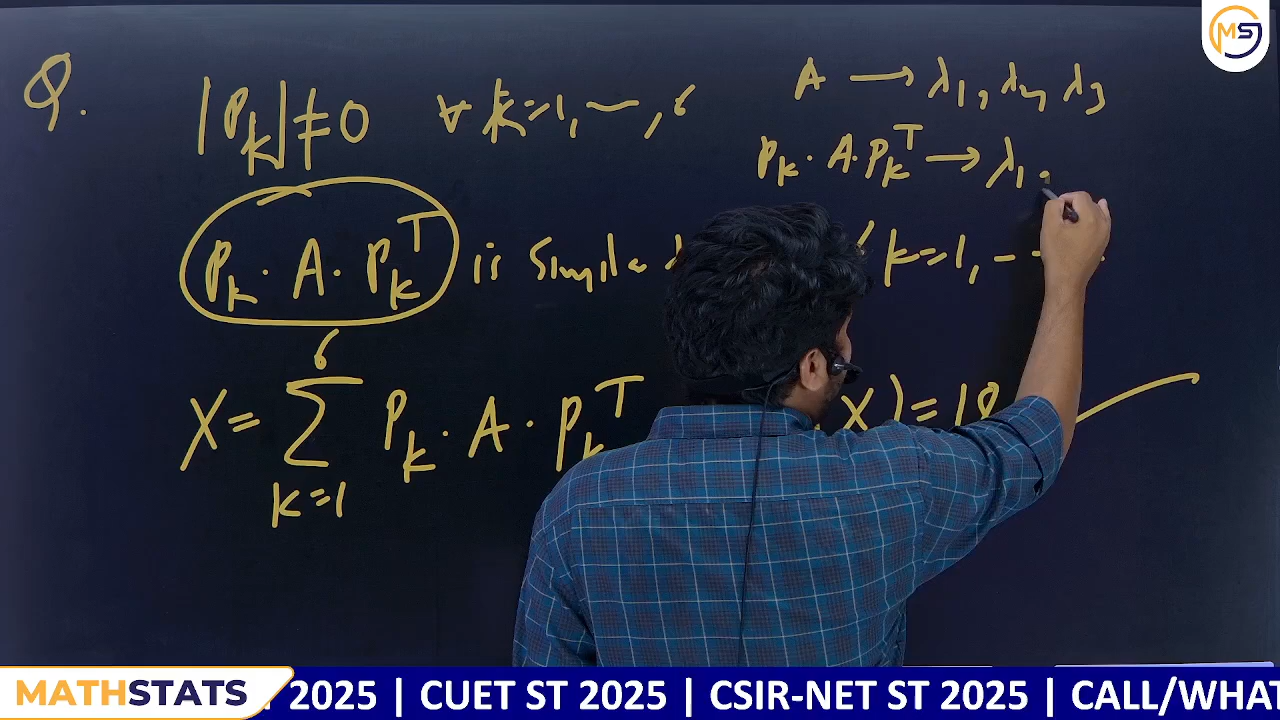 Q.
|P_k| ≠ 0 ∀ k=1, ~, 6
A → λ1, λ2, λ3
P_k . A . P_k^T → λ1 .
P_k . A . P_k^T is Similar k=1, - -
X = Σ_{k=1}^{6} P_k . A . P_k^T X) = 18
MS
MATHSTATS 2025 | CUET ST 2025 | CSIR-NET ST 2025 | CALL/WHAT